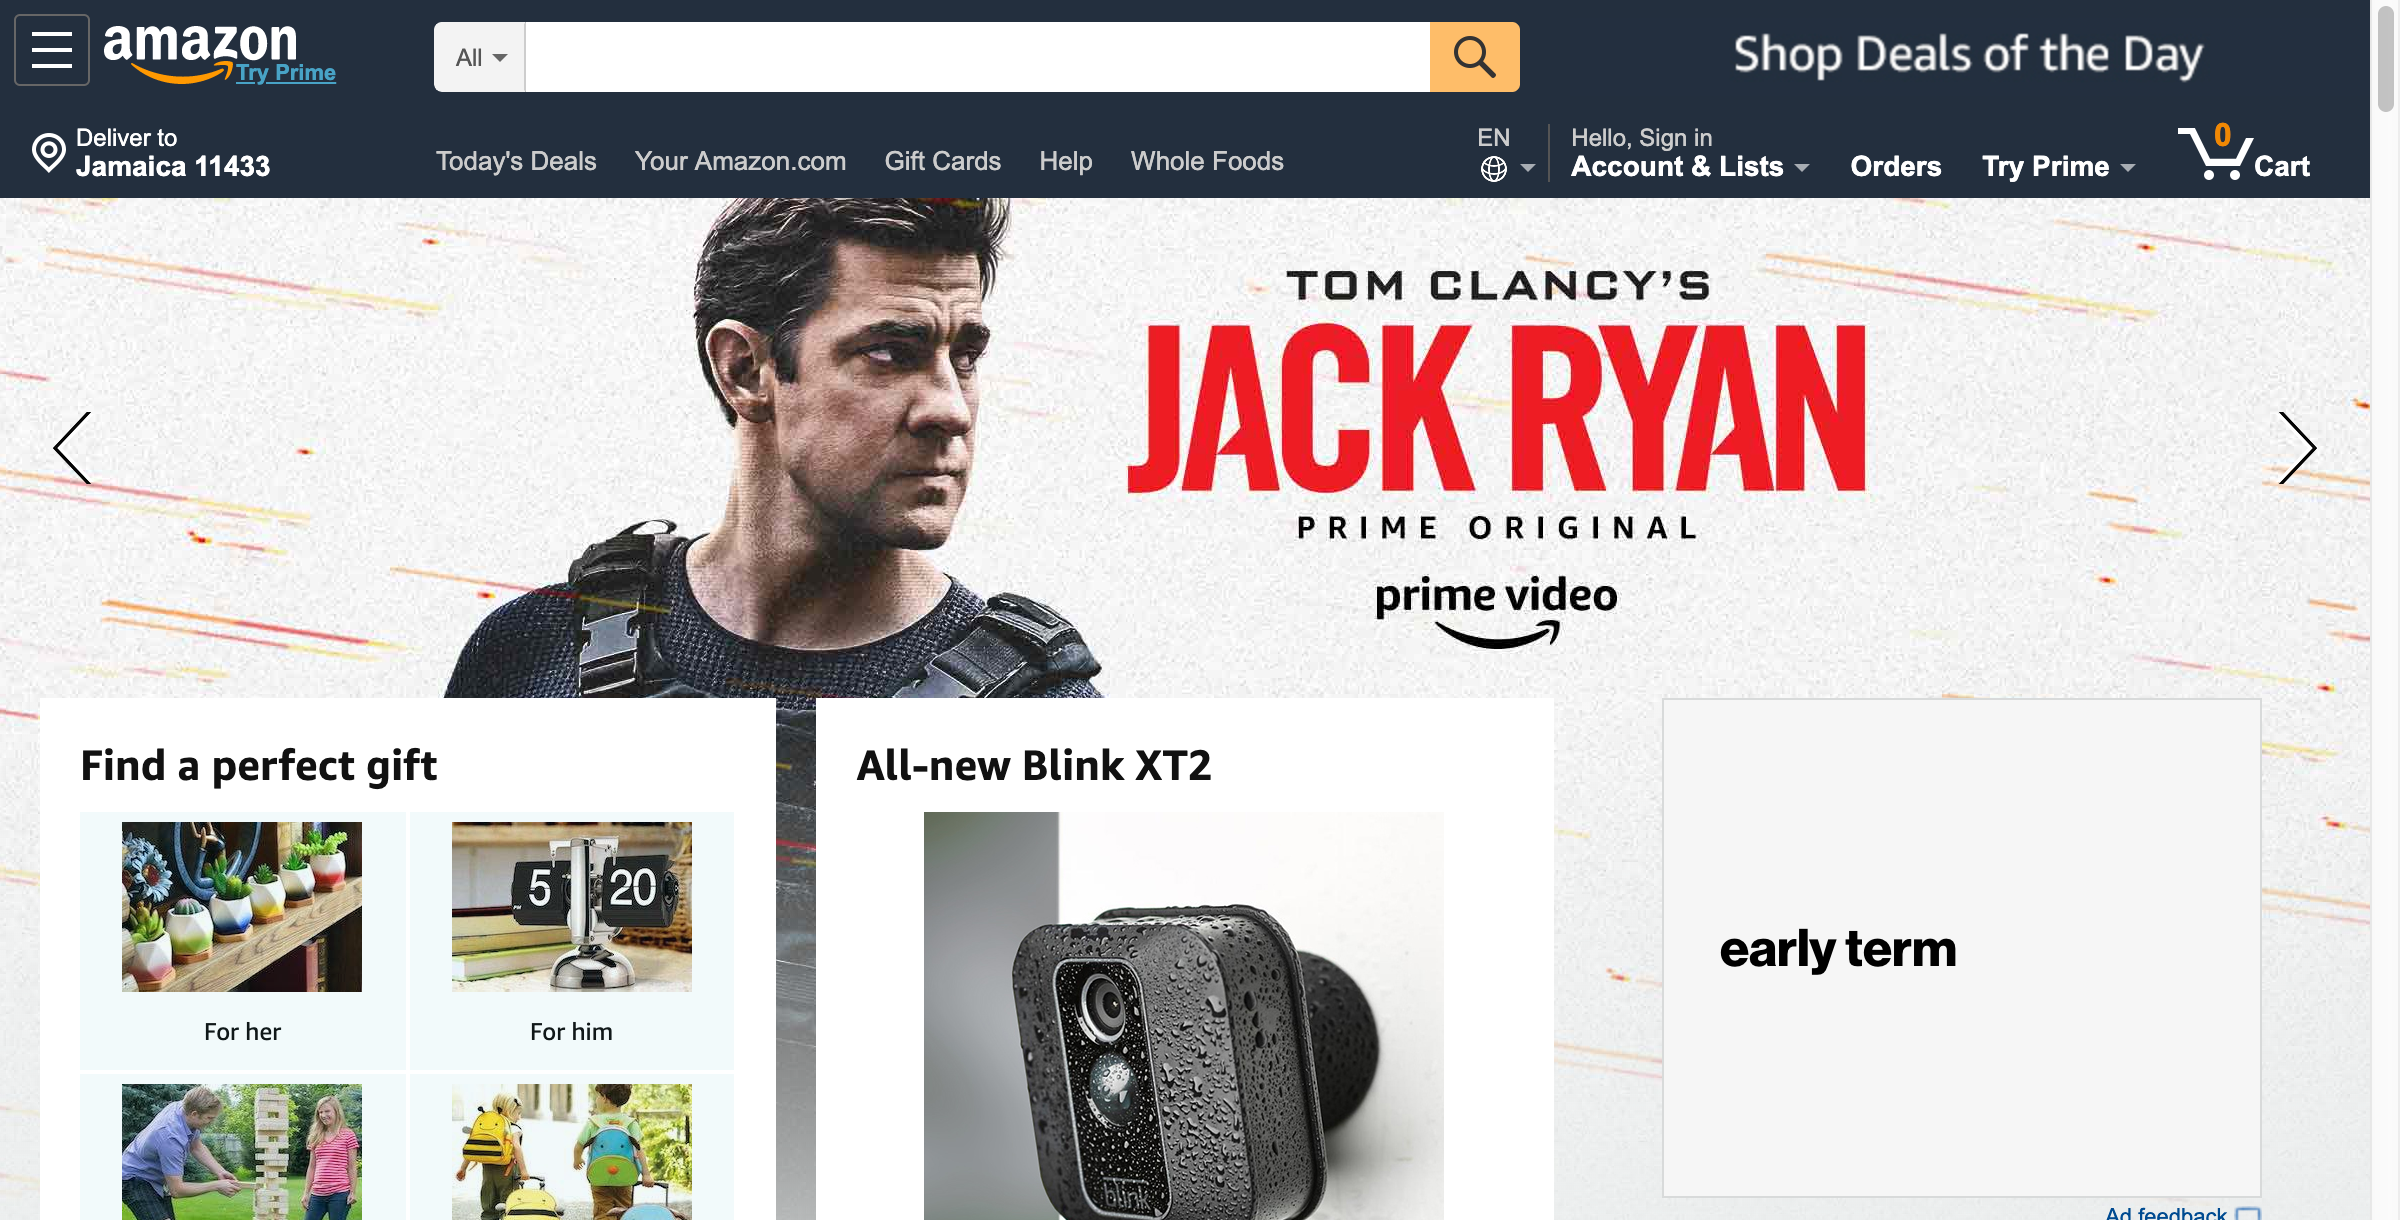 amazon
Try Prime
All
Shop Deals of the Day
Deliver to
Jamaica 11433
Today's Deals
Your Amazon.com
Gift Cards
Help
Whole Foods
EN
Hello, Sign in
Account & Lists
Orders
Try Prime
0
Cart
TOM CLANCY'S
JACK RYAN
PRIME ORIGINAL
prime video
Find a perfect gift
All-new Blink XT2
5 20
For her
For him
early term
blink
Ad feedback